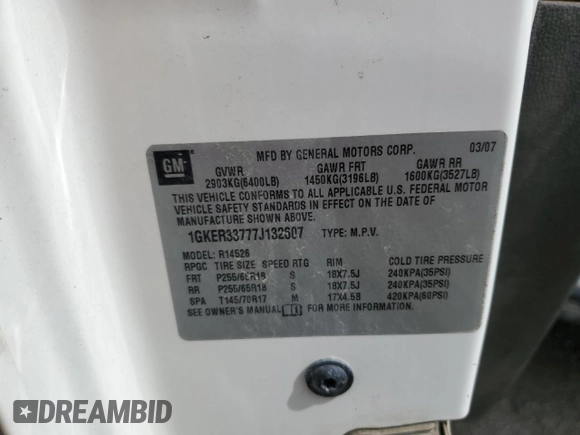 MFD BY GENERAL MOTORS CORP. 03/07
GM
GVWR GAWR FRT GAWR RR
2903KG(6400LB) 1450KG(3196LB) 1600KG(3527LB)
THIS VEHICLE CONFORMS TO ALL APPLICABLE U.S. FEDERAL MOTOR
VEHICLE SAFETY STANDARDS IN EFFECT ON THE DATE OF
MANUFACTURE SHOWN ABOVE.
1GKER33777J132507 TYPE: M.P.V.
MODEL: R14526
RPGC TIRE SIZE SPEED RTG RIM COLD TIRE PRESSURE
FRT P255/65R18 S 18X7.5J 240KPA(35PSI)
RR P255/65R18 S 18X7.5J 240KPA(35PSI)
SPA T145/70R17 M 17X4.5B 420KPA(60PSI)
SEE OWNER'S MANUAL FOR MORE INFORMATION.
DREAMBID